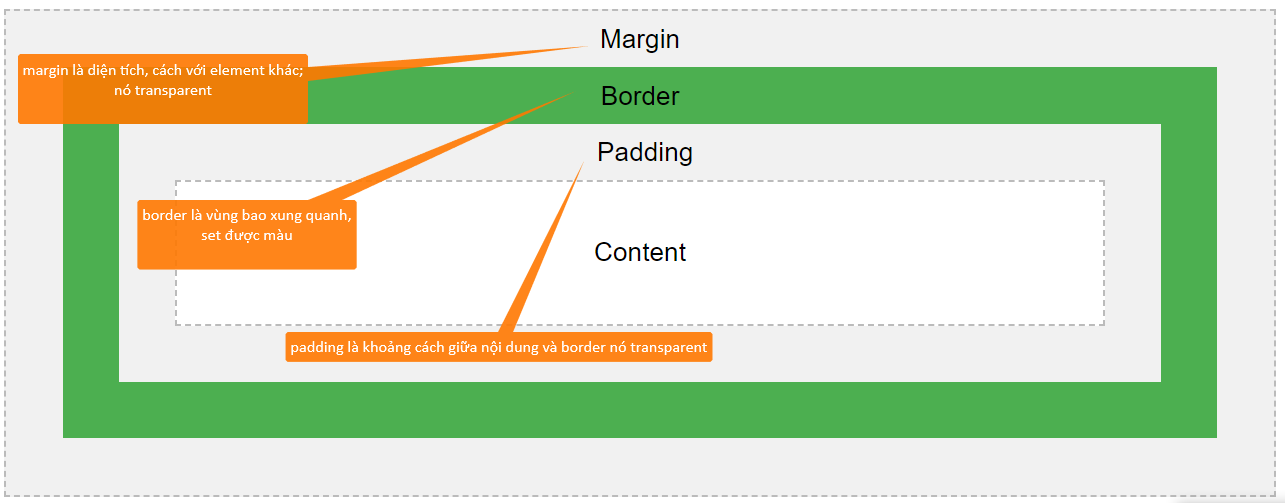 Margin
margin là diện tích, cách với element khác;
nó transparent
Border
Padding
border là vùng bao xung quanh,
set được màu
Content
padding là khoảng cách giữa nội dung và border nó transparent